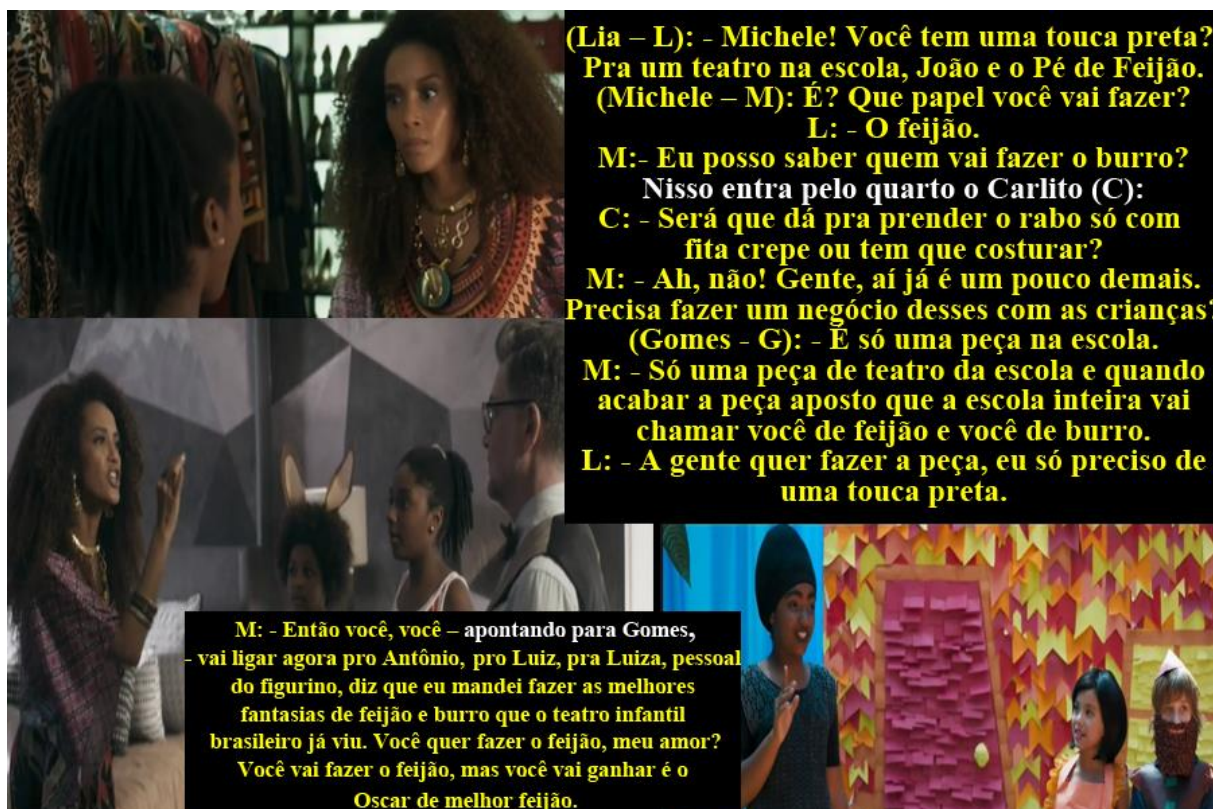 (Lia – L): - Michele! Você tem uma touca preta?
Pra um teatro na escola, João e o Pé de Feijão.
(Michele – M): É? Que papel você vai fazer?
L: - O feijão.
M:- Eu posso saber quem vai fazer o burro?
Nisso entra pelo quarto o Carlito (C):
C: - Será que dá pra prender o rabo só com
fita crepe ou tem que costurar?
M: - Ah, não! Gente, aí já é um pouco demais.
Precisa fazer um negócio desses com as crianças?
(Gomes - G): - É só uma peça na escola.
M: - Só uma peça de teatro da escola e quando
acabar a peça aposto que a escola inteira vai
chamar você de feijão e você de burro.
L: - A gente quer fazer a peça, eu só preciso de
uma touca preta.
M: - Então você, você – apontando para Gomes,
- vai ligar agora pro Antônio, pro Luiz, pra Luiza, pessoal
do figurino, diz que eu mandei fazer as melhores
fantasias de feijão e burro que o teatro infantil
brasileiro já viu. Você quer fazer o feijão, meu amor?
Você vai fazer o feijão, mas você vai ganhar é o
Oscar de melhor feijão.